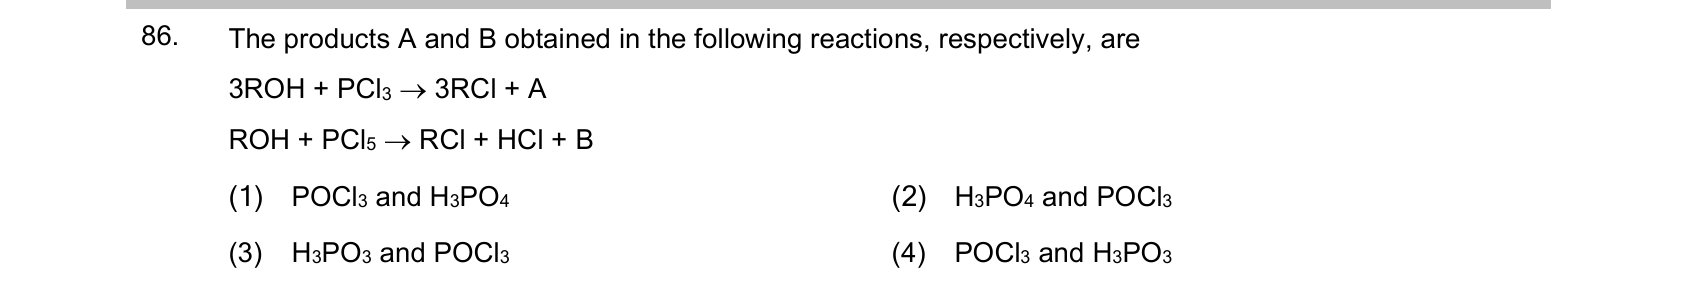 86. The products A and B obtained in the following reactions, respectively, are
3ROH + PCl₃ → 3RCl + A
ROH + PCl₅ → RCl + HCl + B
(1) POCl₃ and H₃PO₄ (2) H₃PO₄ and POCl₃
(3) H₃PO₃ and POCl₃ (4) POCl₃ and H₃PO₃